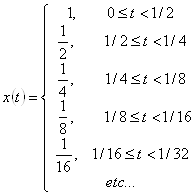 x(t) = { 1, 0 ≤ t < 1/2
1/2, 1/2 ≤ t < 1/4
1/4, 1/4 ≤ t < 1/8
1/8, 1/8 ≤ t < 1/16
1/16, 1/16 ≤ t < 1/32
etc...